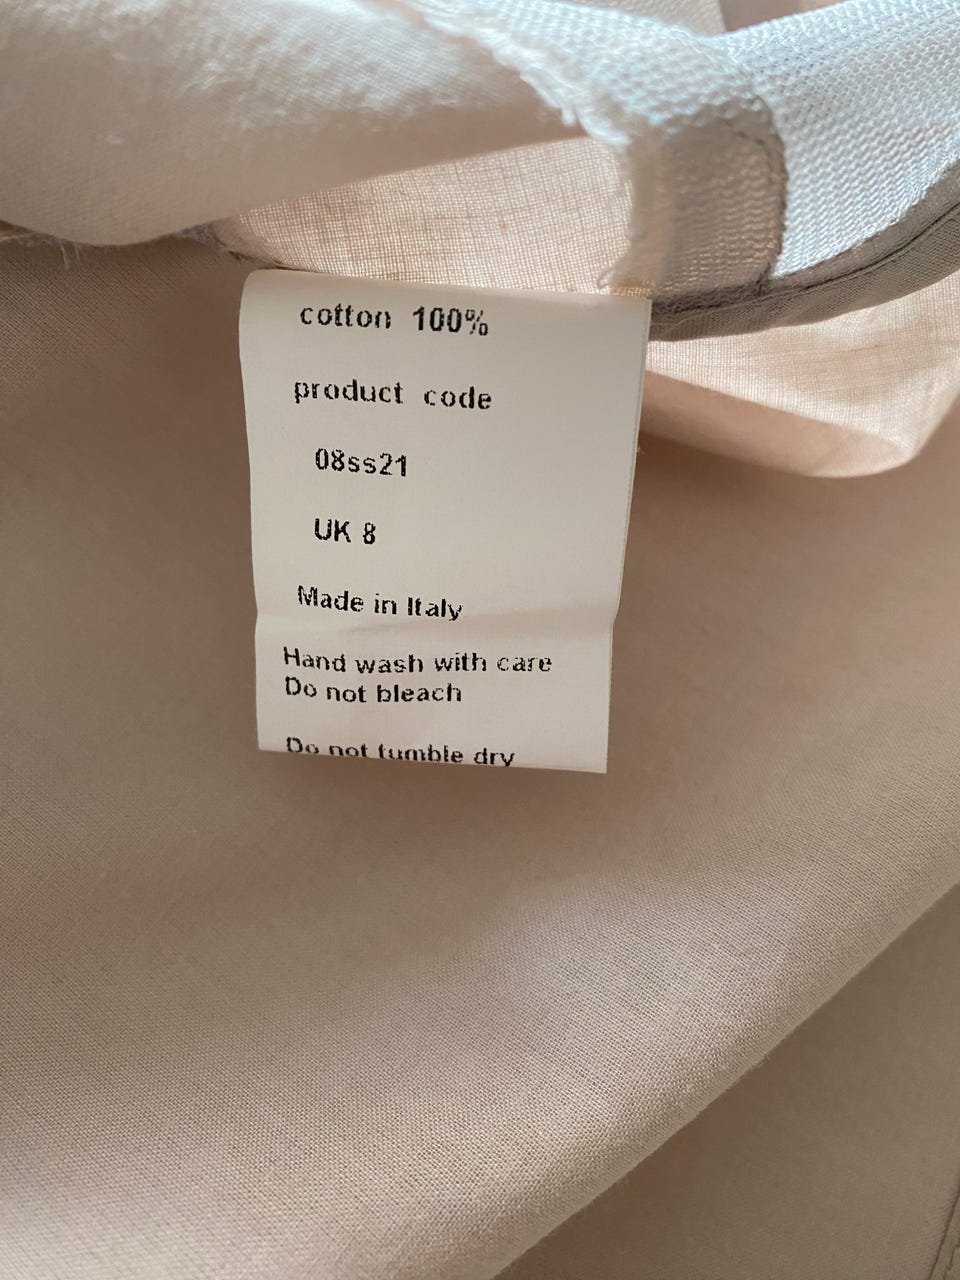 cotton 100%
product code
08ss21
UK 8
Made in Italy
Hand wash with care
Do not bleach
Do not tumble dry